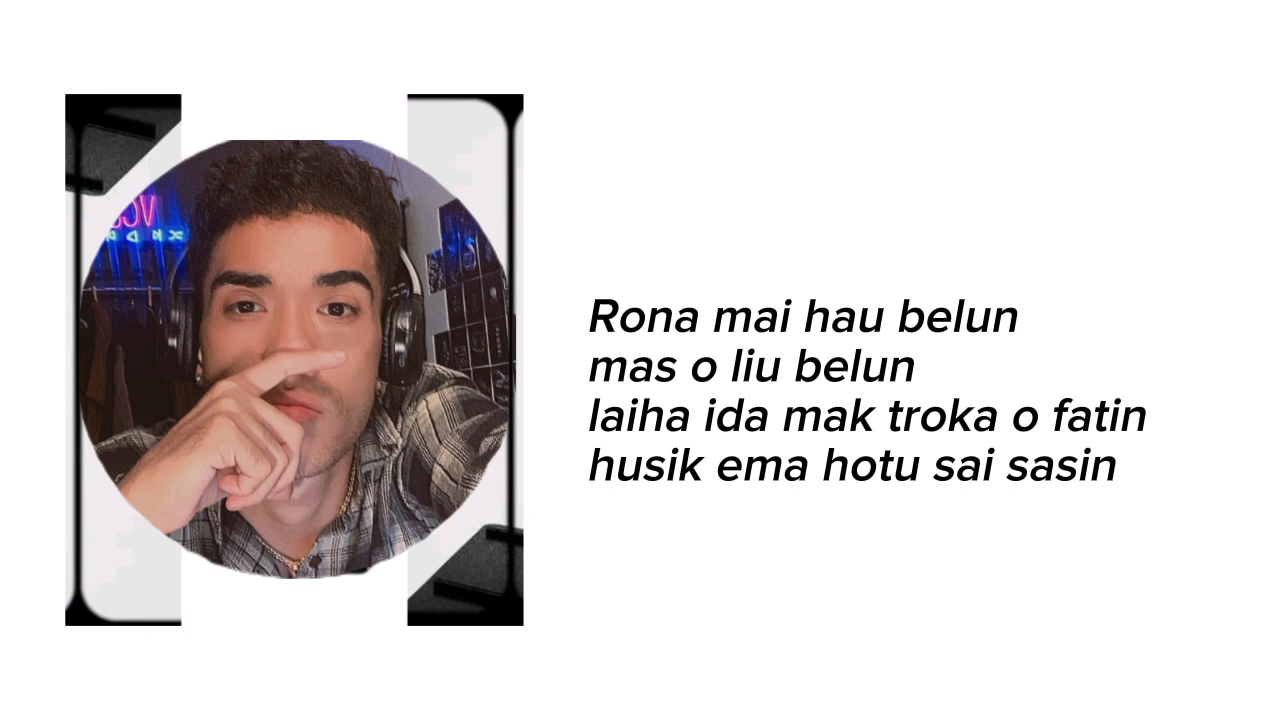 Rona mai hau belun
mas o liu belun
laiha ida mak troka o fatin
husik ema hotu sai sasin